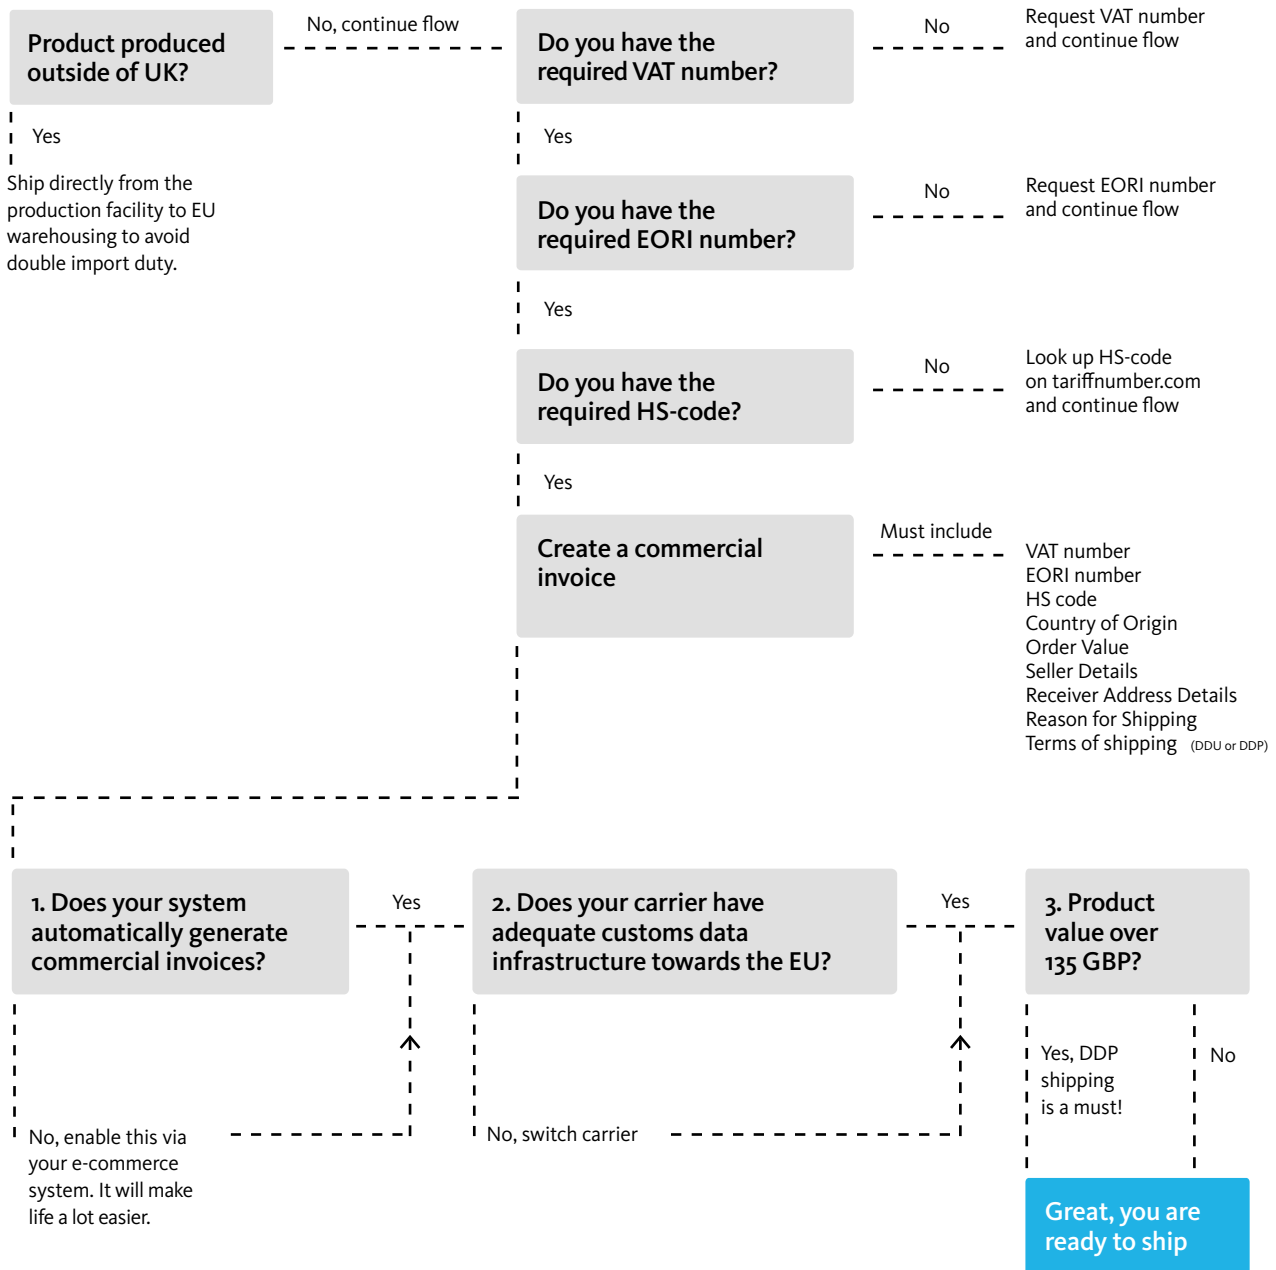 Product produced
outside of UK?
No, continue flow
Do you have the
required VAT number?
No
Request VAT number
and continue flow
Yes
Ship directly from the
production facility to EU
warehousing to avoid
double import duty.
Yes
Do you have the
required EORI number?
No
Request EORI number
and continue flow
Yes
Do you have the
required HS-code?
No
Look up HS-code
on tariffnumber.com
and continue flow
Yes
Create a commercial
invoice
Must include
VAT number
EORI number
HS code
Country of Origin
Order Value
Seller Details
Receiver Address Details
Reason for Shipping
Terms of shipping (DDU or DDP)
1. Does your system
automatically generate
commercial invoices?
Yes
2. Does your carrier have
adequate customs data
infrastructure towards the EU?
Yes
3. Product
value over
135 GBP?
No, enable this via
your e-commerce
system. It will make
life a lot easier.
No, switch carrier
Yes, DDP
shipping
is a must!
No
Great, you are
ready to ship